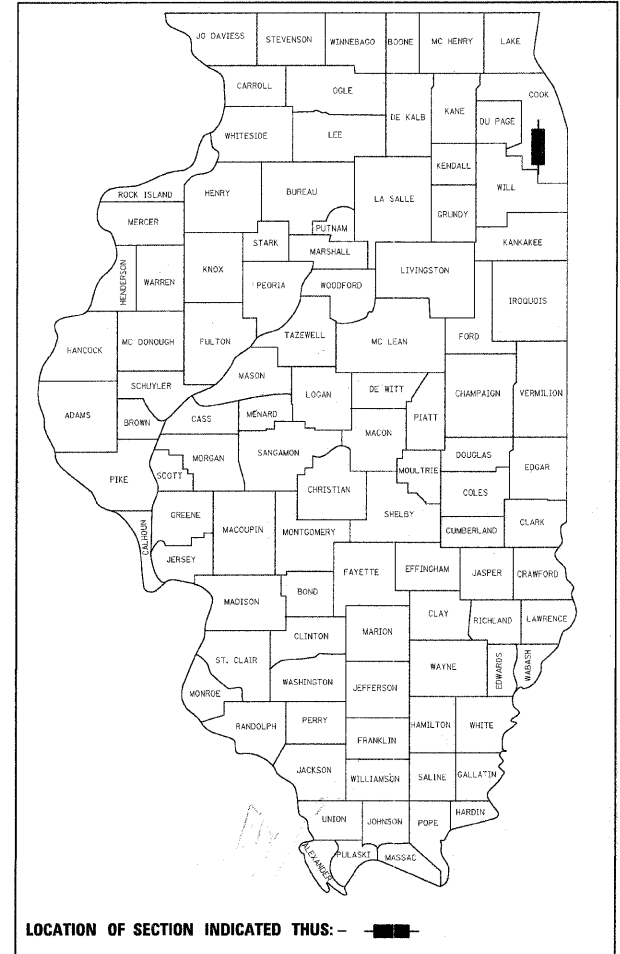 JO DAVIESS
STEVENSON
WINNEBAGO
BOONE
MC HENRY
LAKE
CARROLL
OGLE
DE KALB
KANE
COOK
DU PAGE
WHITESIDE
LEE
KENDALL
WILL
ROCK ISLAND
HENRY
BUREAU
LA SALLE
GRUNDY
MERCER
PUTNAM
STARK
MARSHALL
KANKAKEE
HENDERSON
WARREN
KNOX
PEORIA
WOODFORD
LIVINGSTON
IROQUOIS
HANCOCK
MC DONOUGH
FULTON
TAZEWELL
MC LEAN
FORD
SCHUYLER
MASON
LOGAN
DE WITT
PIATT
CHAMPAIGN
VERMILION
ADAMS
BROWN
CASS
MENARD
MACON
PIKE
SCOTT
MORGAN
SANGAMON
CHRISTIAN
MOULTRIE
DOUGLAS
EDGAR
COLES
GREENE
CALHOUN
JERSEY
MACOUPIN
MONTGOMERY
SHELBY
CUMBERLAND
CLARK
FAYETTE
EFFINGHAM
JASPER
CRAWFORD
MADISON
BOND
CLAY
RICHLAND
LAWRENCE
CLINTON
MARION
WAYNE
EDWARDS
WABASH
ST. CLAIR
WASHINGTON
JEFFERSON
MONROE
RANDOLPH
PERRY
HAMILTON
WHITE
FRANKLIN
JACKSON
WILLIAMSON
SALINE
GALLATIN
UNION
JOHNSON
POPE
HARDIN
ALEXANDER
PULASKI
MASSAC
LOCATION OF SECTION INDICATED THUS: –